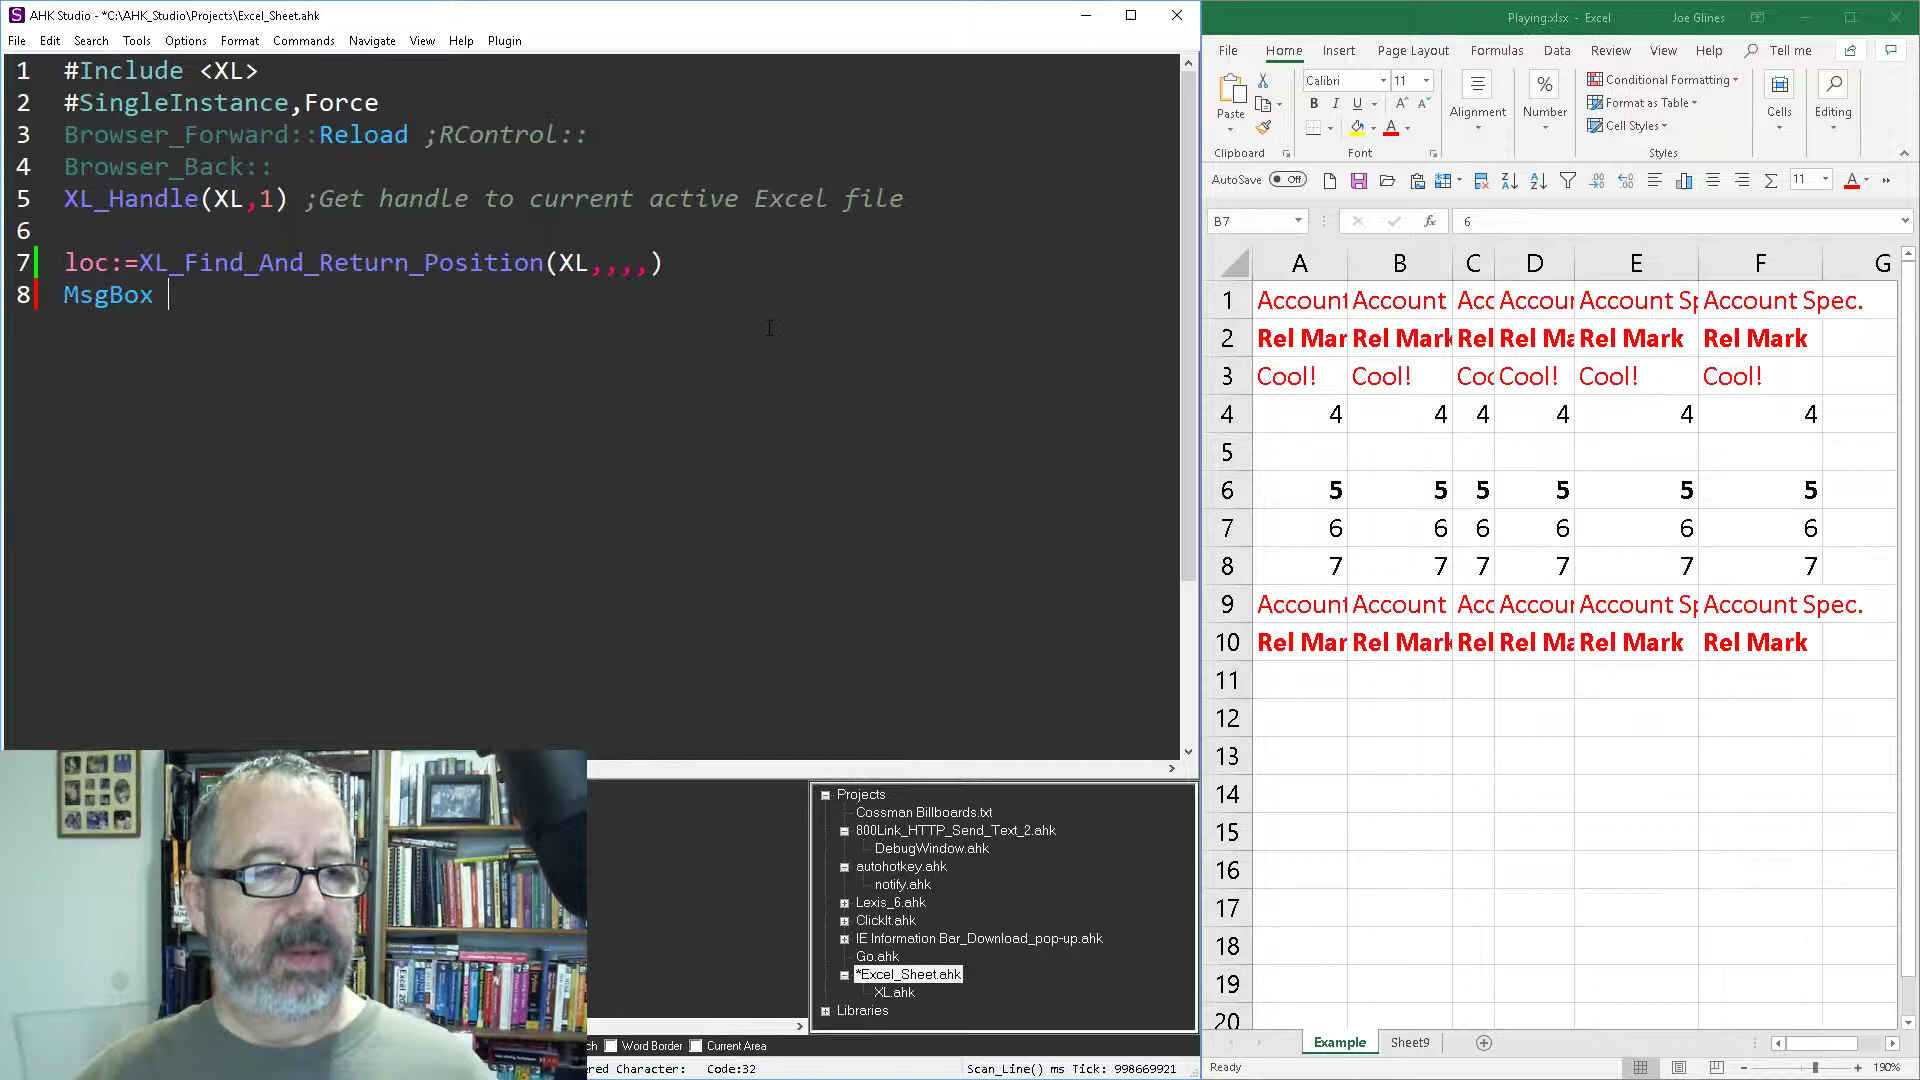 AHK Studio - *C:\AHK_Studio\Projects\Excel_Sheet.ahk
File Edit Search Tools Options Format Commands Navigate View Help Plugin
1 #Include <XL>
2 #SingleInstance,Force
3 Browser_Forward::Reload ;RControl::
4 Browser_Back::
5 XL_Handle(XL,1) ;Get handle to current active Excel file
6
7 loc:=XL_Find_And_Return_Position(XL,,,,)
8 MsgBox
Projects
Cossman Billboards.txt
800Link_HTTP_Send_Text_2.ahk
DebugWindow.ahk
autohotkey.ahk
notify.ahk
Lexis_6.ahk
ClickIt.ahk
IE Information Bar_Download_pop-up.ahk
Go.ahk
*Excel_Sheet.ahk
XL.ahk
Libraries
ch Word Border Current Area
ered Character: Code:32 Scan_Line() ms Tick: 998669921
Playing.xlsx - Excel Joe Glines
File Home Insert Page Layout Formulas Data Review View Help Tell me
Paste Calibri 11 Alignment Number Conditional Formatting Format as Table Cell Styles Cells Editing
B I U A A A
Clipboard Font Styles
AutoSave Off 11 A
B7 fx 6
A B C D E F G
1 Account Account Acc Accou Account Sp Account Spec.
2 Rel Mar Rel Mark Rel Rel Ma Rel Mark Rel Mark
3 Cool! Cool! Coo Cool! Cool! Cool!
4 4 4 4 4 4 4
5
6 5 5 5 5 5 5
7 6 6 6 6 6 6
8 7 7 7 7 7 7
9 Account Account Acc Accou Account Sp Account Spec.
10 Rel Mar Rel Mark Rel Rel Ma Rel Mark Rel Mark
11
12
13
14
15
16
17
18
19
20
Example Sheet9
Ready 190%